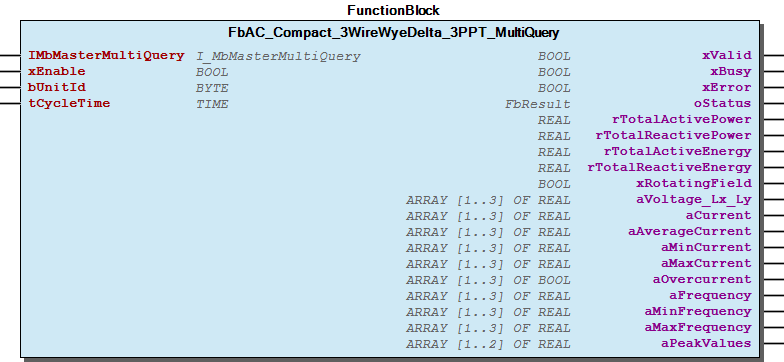 FunctionBlock
FbAC_Compact_3WireWyeDelta_3PPT_MultiQuery
IMbMasterMultiQuery I_MbMasterMultiQuery BOOL xValid
xEnable BOOL BOOL xBusy
bUnitId BYTE BOOL xError
tCycleTime TIME FbResult oStatus
REAL rTotalActivePower
REAL rTotalReactivePower
REAL rTotalActiveEnergy
REAL rTotalReactiveEnergy
BOOL xRotatingField
ARRAY [1..3] OF REAL aVoltage_Lx_Ly
ARRAY [1..3] OF REAL aCurrent
ARRAY [1..3] OF REAL aAverageCurrent
ARRAY [1..3] OF REAL aMinCurrent
ARRAY [1..3] OF REAL aMaxCurrent
ARRAY [1..3] OF BOOL aOvercurrent
ARRAY [1..3] OF REAL aFrequency
ARRAY [1..3] OF REAL aMinFrequency
ARRAY [1..3] OF REAL aMaxFrequency
ARRAY [1..2] OF REAL aPeakValues